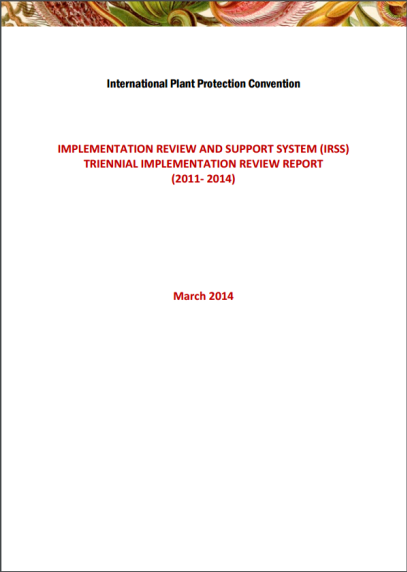 International Plant Protection Convention
IMPLEMENTATION REVIEW AND SUPPORT SYSTEM (IRSS)
TRIENNIAL IMPLEMENTATION REVIEW REPORT
(2011- 2014)
March 2014